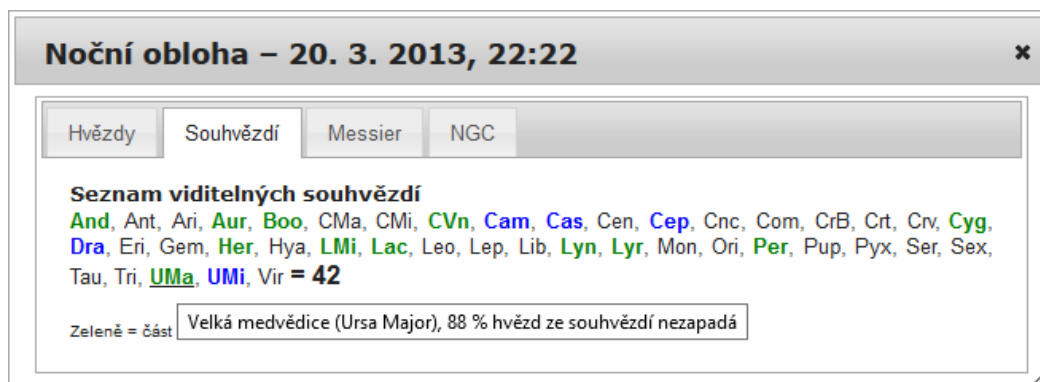 Noční obloha – 20. 3. 2013, 22:22 ✖
Hvězdy Souhvězdí Messier NGC
Seznam viditelných souhvězdí
And, Ant, Ari, Aur, Boo, CMa, CMi, CVn, Cam, Cas, Cen, Cep, Cnc, Com, CrB, Crt, Crv, Cyg,
Dra, Eri, Gem, Her, Hya, LMi, Lac, Leo, Lep, Lib, Lyn, Lyr, Mon, Ori, Per, Pup, Pyx, Ser, Sex,
Tau, Tri, UMa, UMi, Vir = 42
Zeleně = část
Velká medvědice (Ursa Major), 88 % hvězd ze souhvězdí nezapadá